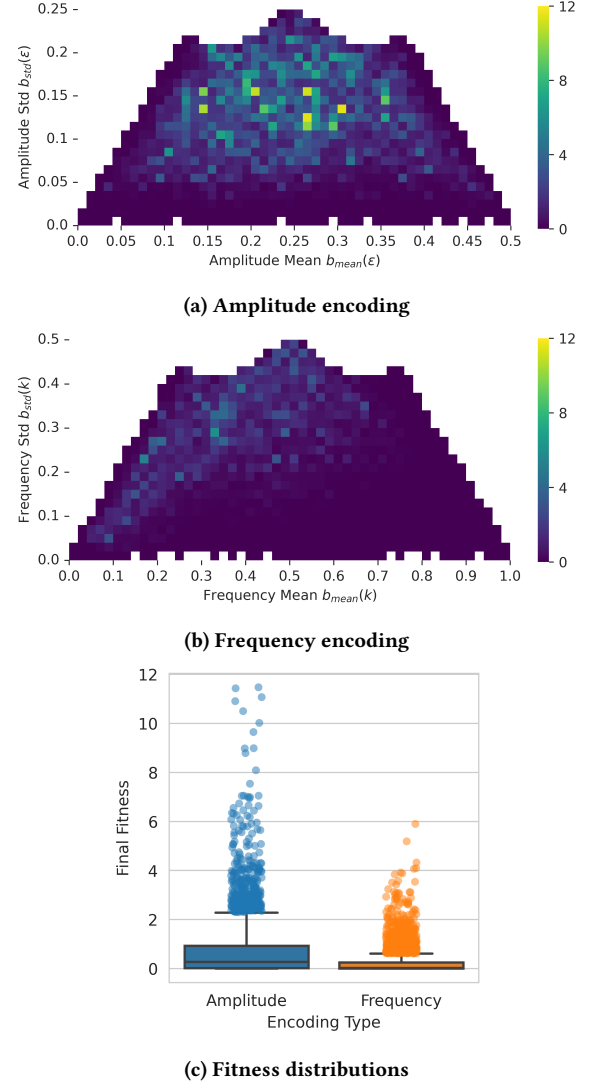 0.25
0.20
0.15
0.10
0.05
0.0
Amplitude Std b_std(ε)
0.0 0.05 0.1 0.15 0.2 0.25 0.3 0.35 0.4 0.45 0.5
Amplitude Mean b_mean(ε)
12
8
4
0
(a) Amplitude encoding
0.5
0.4
0.3
0.2
0.1
0.0
Frequency Std b_std(k)
0.0 0.1 0.2 0.3 0.4 0.5 0.6 0.7 0.8 0.9 1.0
Frequency Mean b_mean(k)
12
8
4
0
(b) Frequency encoding
12
10
8
6
4
2
0
Final Fitness
Amplitude Frequency
Encoding Type
(c) Fitness distributions